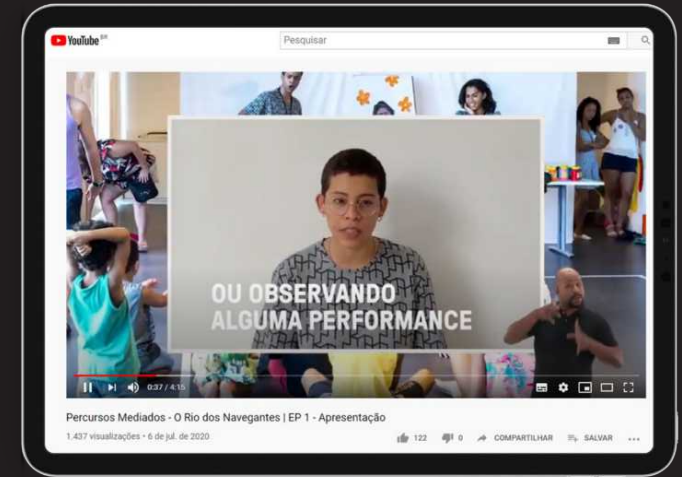 YouTube BR
Pesquisar
OU OBSERVANDO
ALGUMA PERFORMANCE
0:37 / 4:15
Percursos Mediados - O Rio dos Navegantes | EP 1 - Apresentação
1.437 visualizações • 6 de jul. de 2020
122
0
COMPARTILHAR
SALVAR